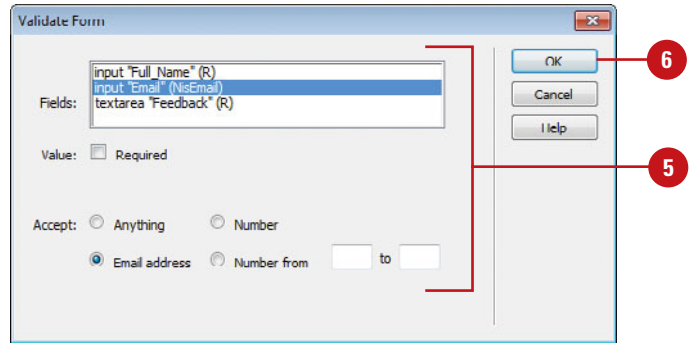 Validate Form
input "Full_Name" (R)
input "Email" (NisEmail)
textarea "Feedback" (R)
Fields:
Value: Required
Accept: Anything Number
Email address Number from to
OK
Cancel
Help
6
5